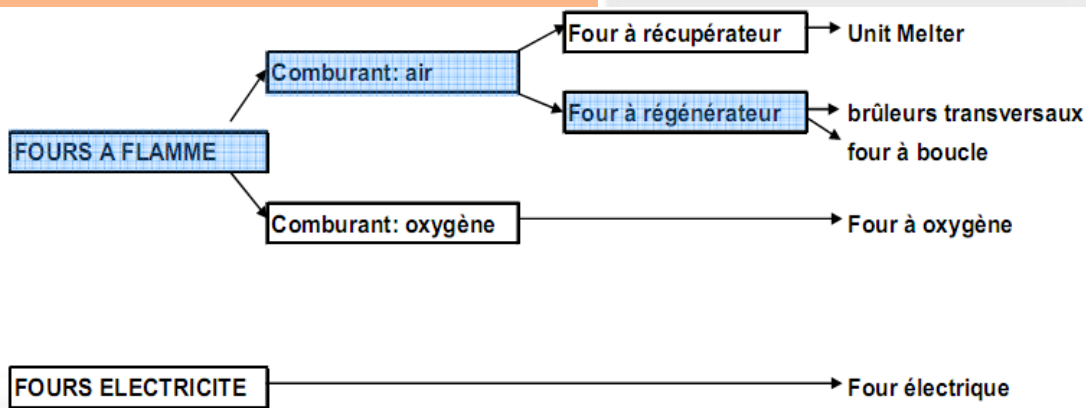 Four à récupérateur
Unit Melter
Comburant: air
Four à régénérateur
brûleurs transversaux
four à boucle
FOURS A FLAMME
Comburant: oxygène
Four à oxygène
FOURS ELECTRICITE
Four électrique